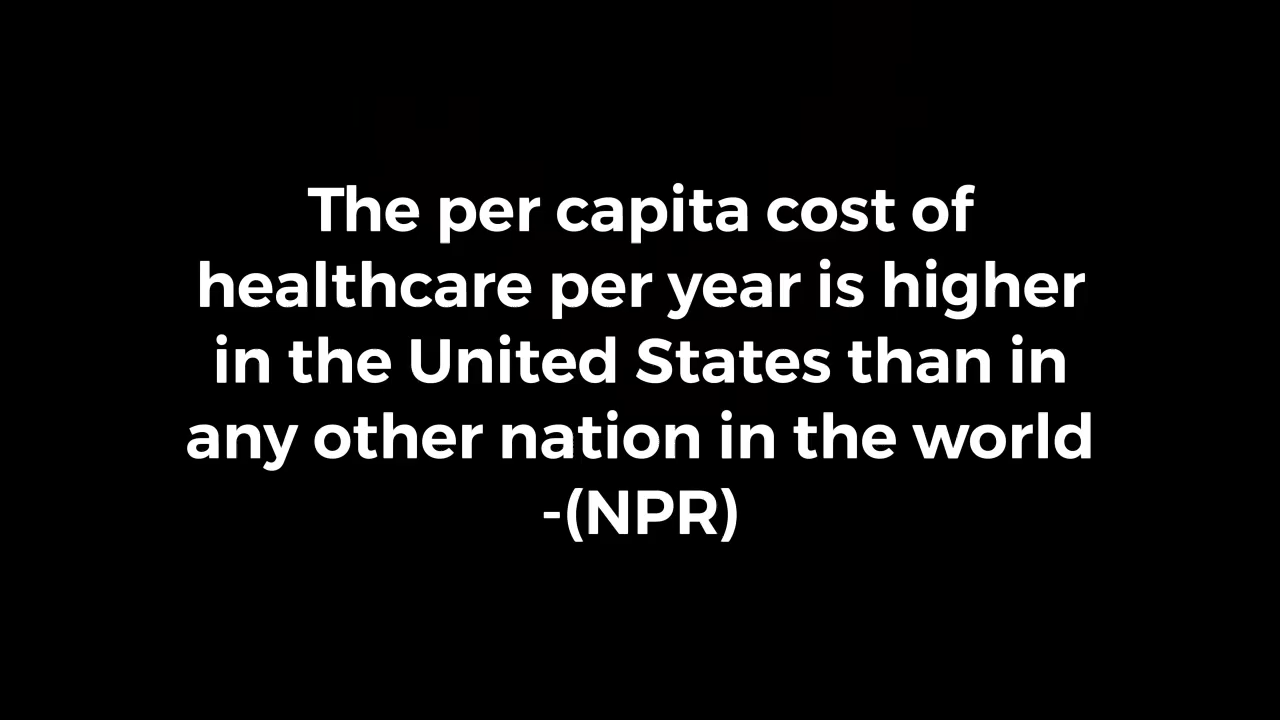 The per capita cost of
healthcare per year is higher
in the United States than in
any other nation in the world
-(NPR)